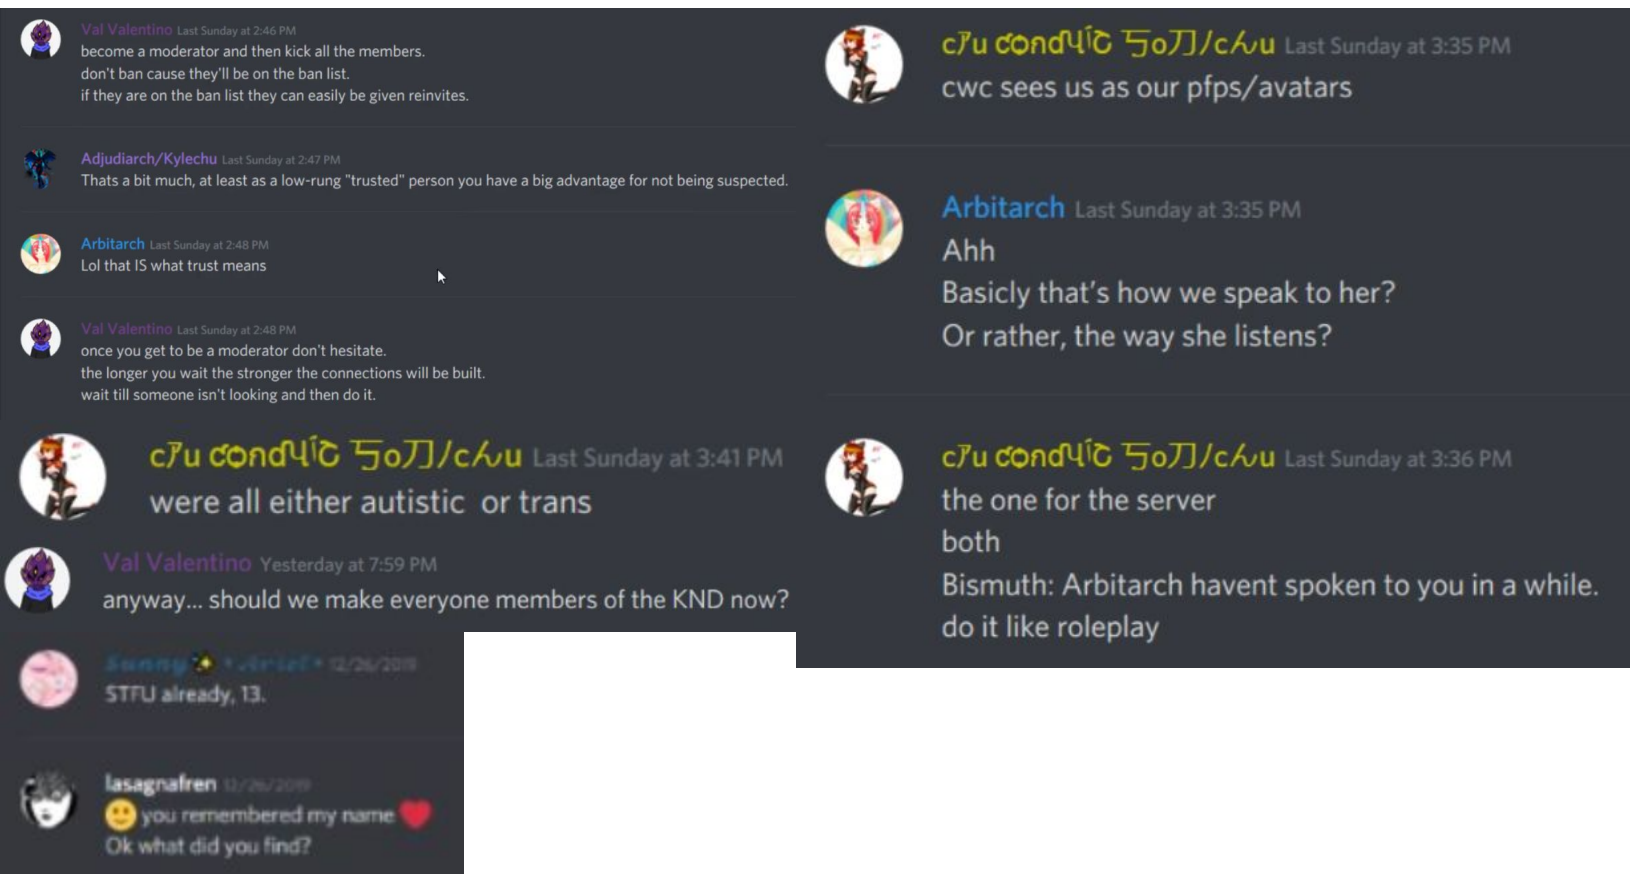 Val Valentino Last Sunday at 2:46 PM
become a moderator and then kick all the members.
don't ban cause they'll be on the ban list.
if they are on the ban list they can easily be given reinvites.
Adjudiarch/Kylechu Last Sunday at 2:47 PM
Thats a bit much, at least as a low-rung "trusted" person you have a big advantage for not being suspected.
Arbitarch Last Sunday at 2:48 PM
Lol that IS what trust means
Val Valentino Last Sunday at 2:48 PM
once you get to be a moderator don't hesitate.
the longer you wait the stronger the connections will be built.
wait till someone isn't looking and then do it.
Last Sunday at 3:41 PM
were all either autistic or trans
Val Valentino Yesterday at 7:59 PM
anyway... should we make everyone members of the KND now?
Sunny 12/26/2019
STFU already, 13.
lasagnafren 12/26/2019
🙂 you remembered my name ❤️
Ok what did you find?
Last Sunday at 3:35 PM
cwc sees us as our pfps/avatars
Arbitarch Last Sunday at 3:35 PM
Ahh
Basicly that's how we speak to her?
Or rather, the way she listens?
Last Sunday at 3:36 PM
the one for the server
both
Bismuth: Arbitarch havent spoken to you in a while.
do it like roleplay